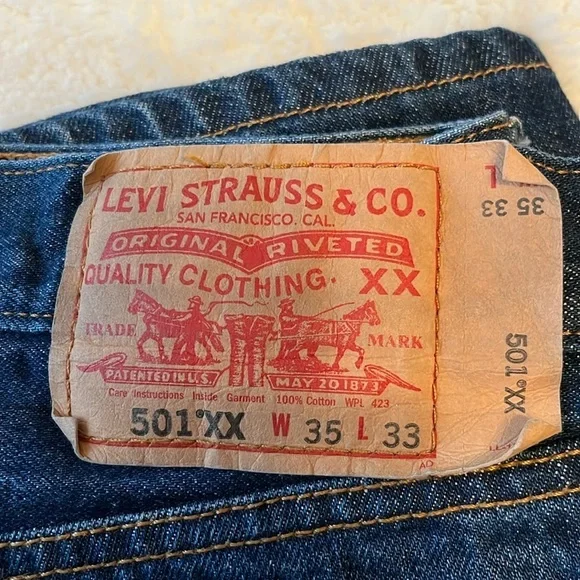 LEVI STRAUSS & CO.
SAN FRANCISCO. CAL.
ORIGINAL RIVETED
QUALITY CLOTHING. XX
TRADE MARK
PATENTED IN U.S. MAY 20 1873
Care Instructions Inside Garment 100% Cotton WPL 423
501®XX W 35 L 33
35 33
L
501®XX